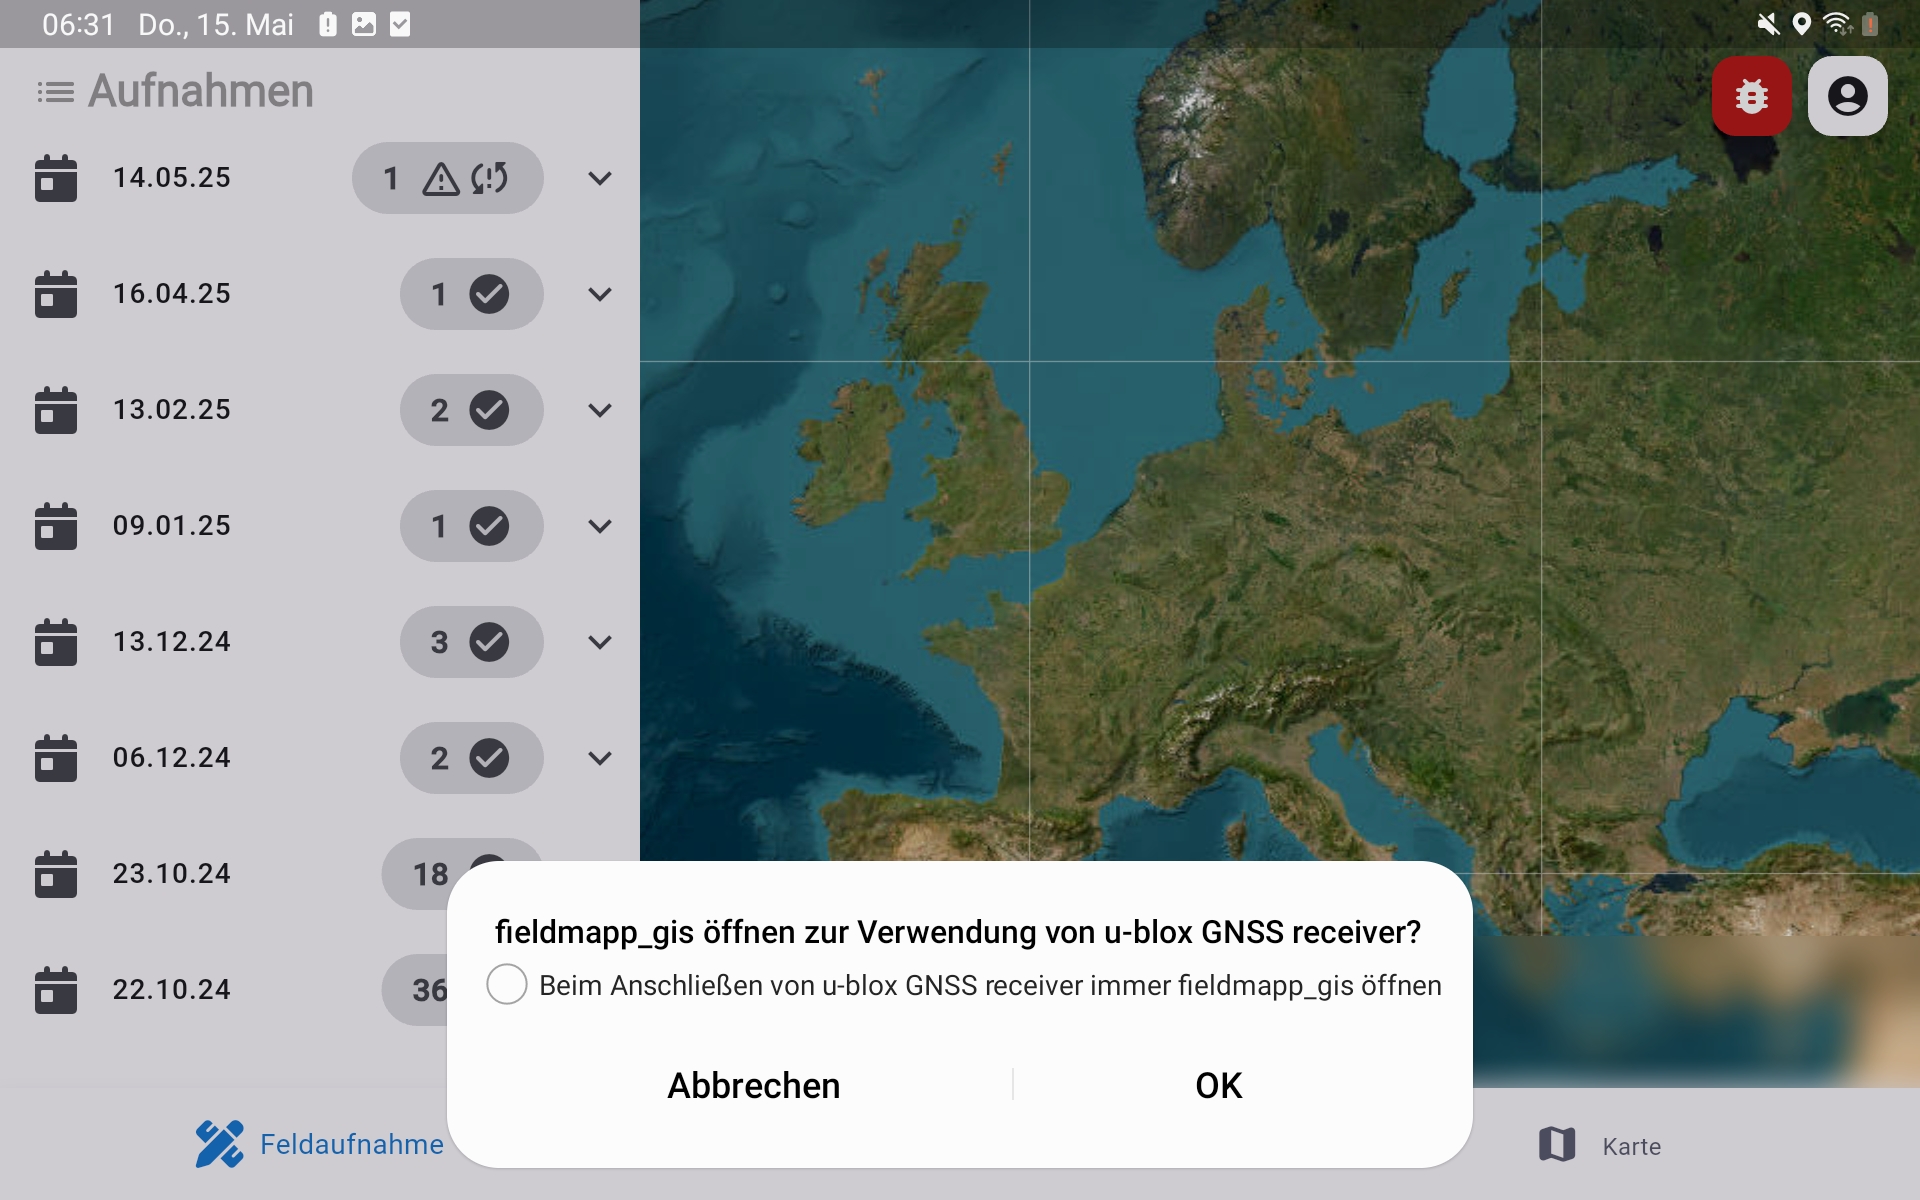 06:31 Do., 15. Mai
Aufnahmen
14.05.25 1
16.04.25 1
13.02.25 2
09.01.25 1
13.12.24 3
06.12.24 2
23.10.24 18
22.10.24 36
fieldmapp_gis öffnen zur Verwendung von u-blox GNSS receiver?
Beim Anschließen von u-blox GNSS receiver immer fieldmapp_gis öffnen
Abbrechen OK
Feldaufnahme Karte